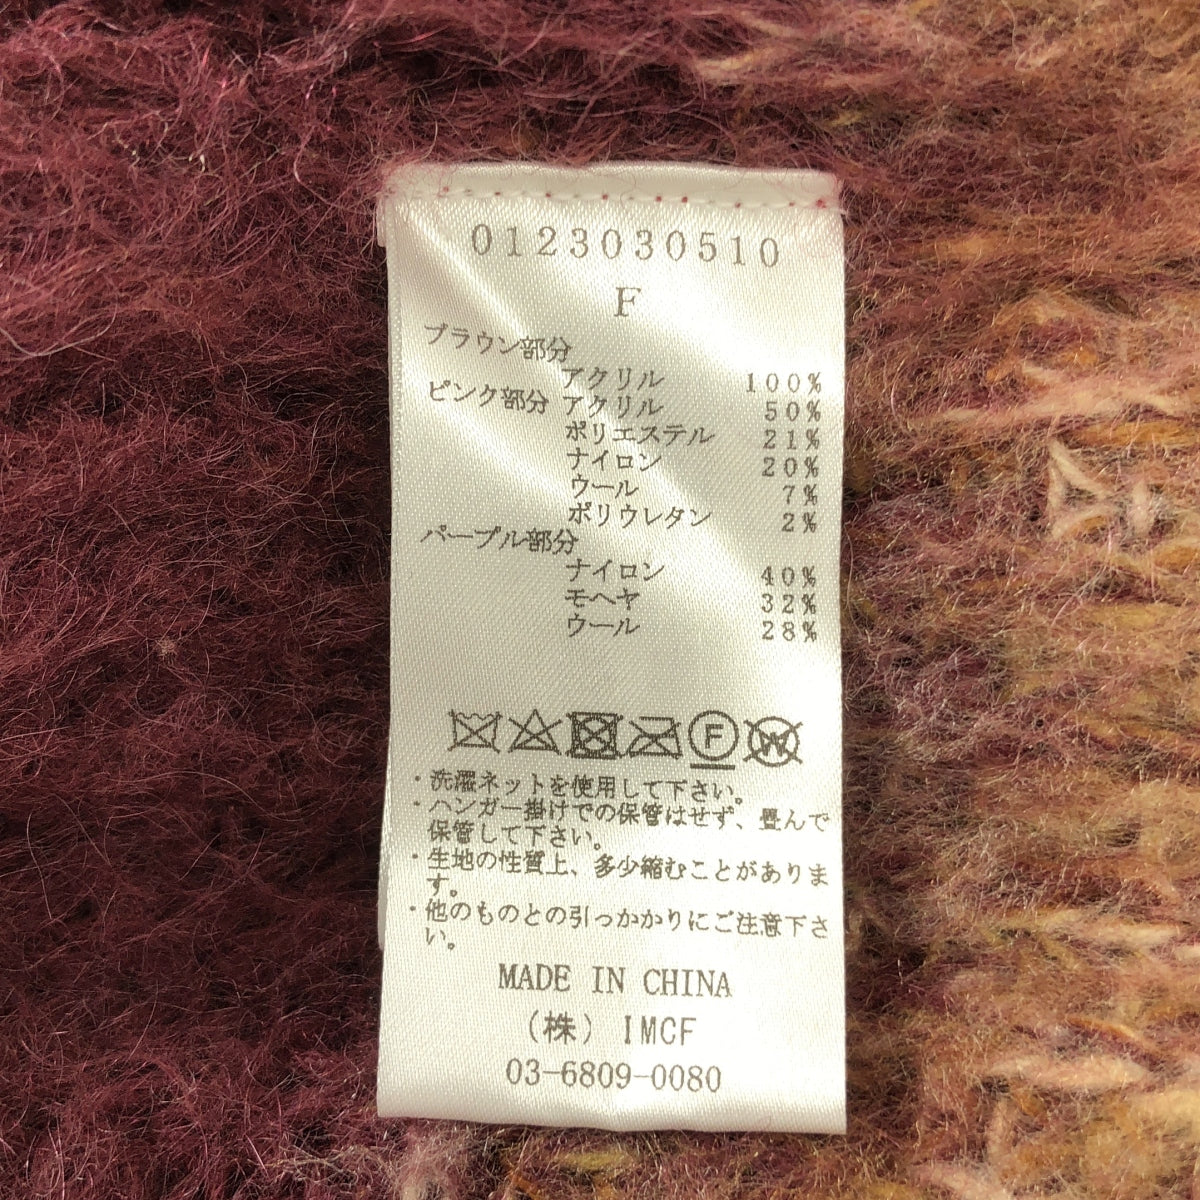 0123030510
F
ブラウン部分
アクリル 100%
ピンク部分 アクリル 50%
ポリエステル 21%
ナイロン 20%
ウール 7%
ポリウレタン 2%
パープル部分
ナイロン 40%
モヘヤ 32%
ウール 28%
F W
・洗濯ネットを使用して下さい。
・ハンガー掛けでの保管はせず、畳んで
保管して下さい。
・生地の性質上、多少縮むことがありま
す。
・他のものとの引っかかりにご注意下さ
い。
MADE IN CHINA
(株) IMCF
03-6809-0080